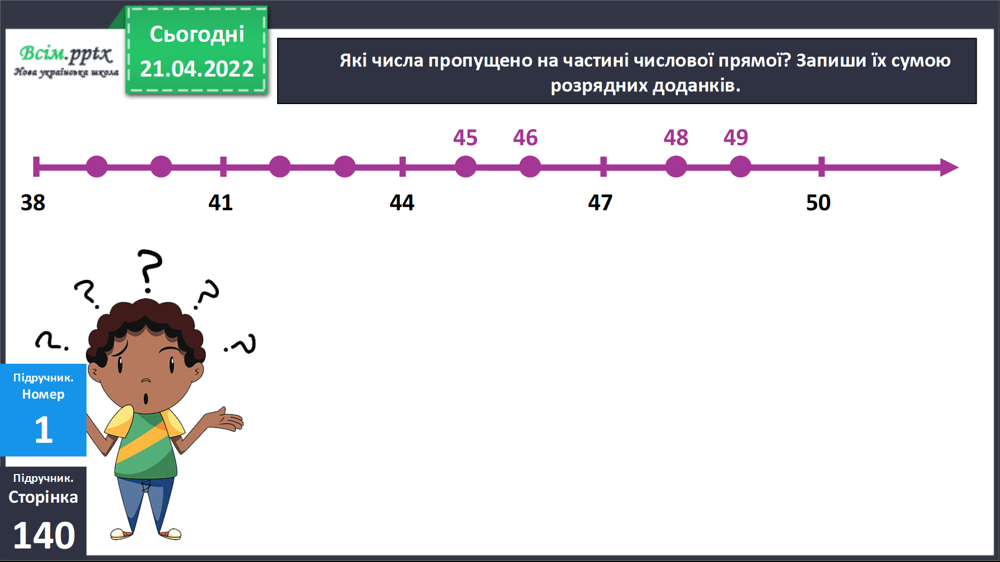 Сьогодні
21.04.2022
Всім.pptx
Нова українська школа
Які числа пропущено на частині числової прямої? Запиши їх сумою
розрядних доданків.
45 46 48 49
38 41 44 47 50
? ? ? ? ?
Підручник.
Номер
1
Підручник.
Сторінка
140